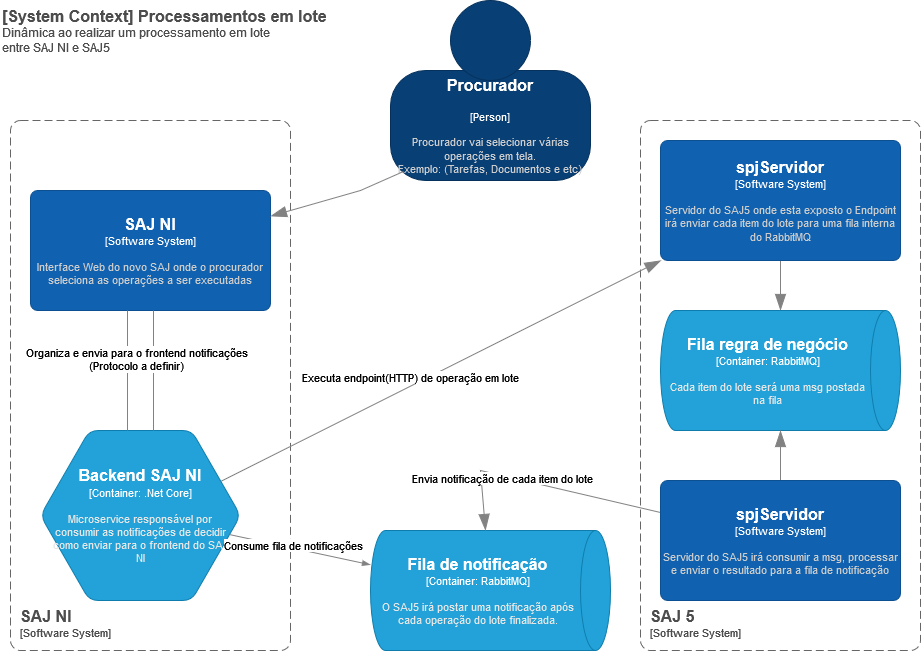 [System Context] Processamentos em lote
Dinâmica ao realizar um processamento em lote
entre SAJ NI e SAJ5
Procurador
[Person]
Procurador vai selecionar várias
operações em tela.
Exemplo: (Tarefas, Documentos e etc)
SAJ NI
[Software System]
Interface Web do novo SAJ onde o procurador
seleciona as operações a ser executadas
Organiza e envia para o frontend notificações
(Protocolo a definir)
Backend SAJ NI
[Container: .Net Core]
Microservice responsável por
consumir as notificações de decidir
como enviar para o frontend do SAJ
NI
SAJ NI
[Software System]
Executa endpoint(HTTP) de operação em lote
Consume fila de notificações
Envia notificação de cada item do lote
Fila de notificação
[Container: RabbitMQ]
O SAJ5 irá postar uma notificação após
cada operação do lote finalizada.
spjServidor
[Software System]
Servidor do SAJ5 onde esta exposto o Endpoint
irá enviar cada item do lote para uma fila interna
do RabbitMQ
Fila regra de negócio
[Container: RabbitMQ]
Cada item do lote será uma msg postada
na fila
spjServidor
[Software System]
Servidor do SAJ5 irá consumir a msg, processar
e enviar o resultado para a fila de notificação
SAJ 5
[Software System]